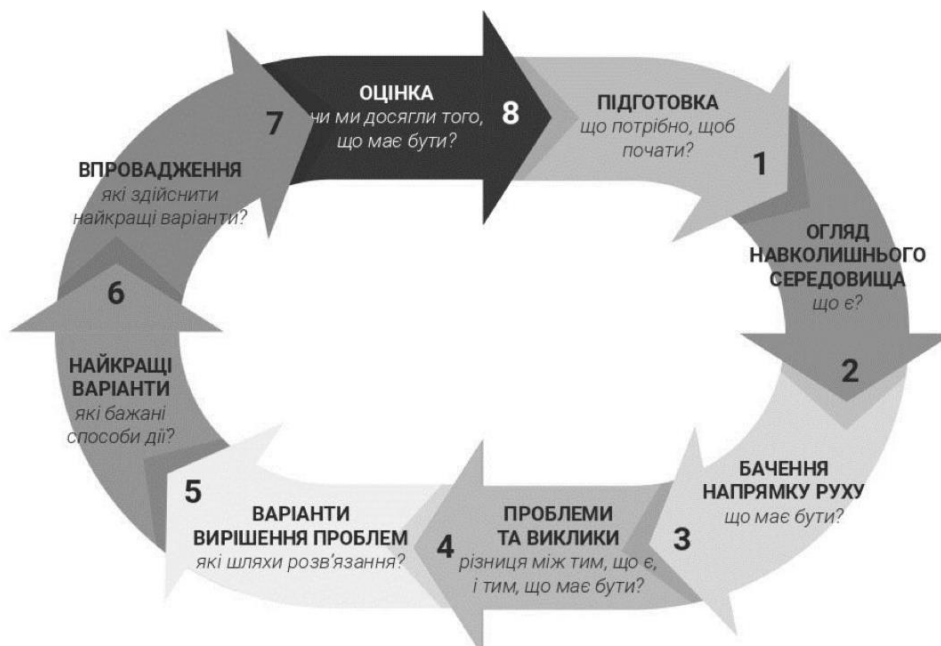 ПІДГОТОВКА
що потрібно, щоб
почати?
1
ОГЛЯД
НАВКОЛИШНЬОГО
СЕРЕДОВИЩА
що є?
2
БАЧЕННЯ
НАПРЯМКУ РУХУ
що має бути?
3
ПРОБЛЕМИ
ТА ВИКЛИКИ
різниця між тим, що є,
і тим, що має бути?
4
ВАРІАНТИ
ВИРІШЕННЯ ПРОБЛЕМ
які шляхи розв'язання?
5
НАЙКРАЩІ
ВАРІАНТИ
які бажані
способи дії?
6
ВПРОВАДЖЕННЯ
які здійснити
найкращі варіанти?
7
ОЦІНКА
чи ми досягли того,
що має бути?
8